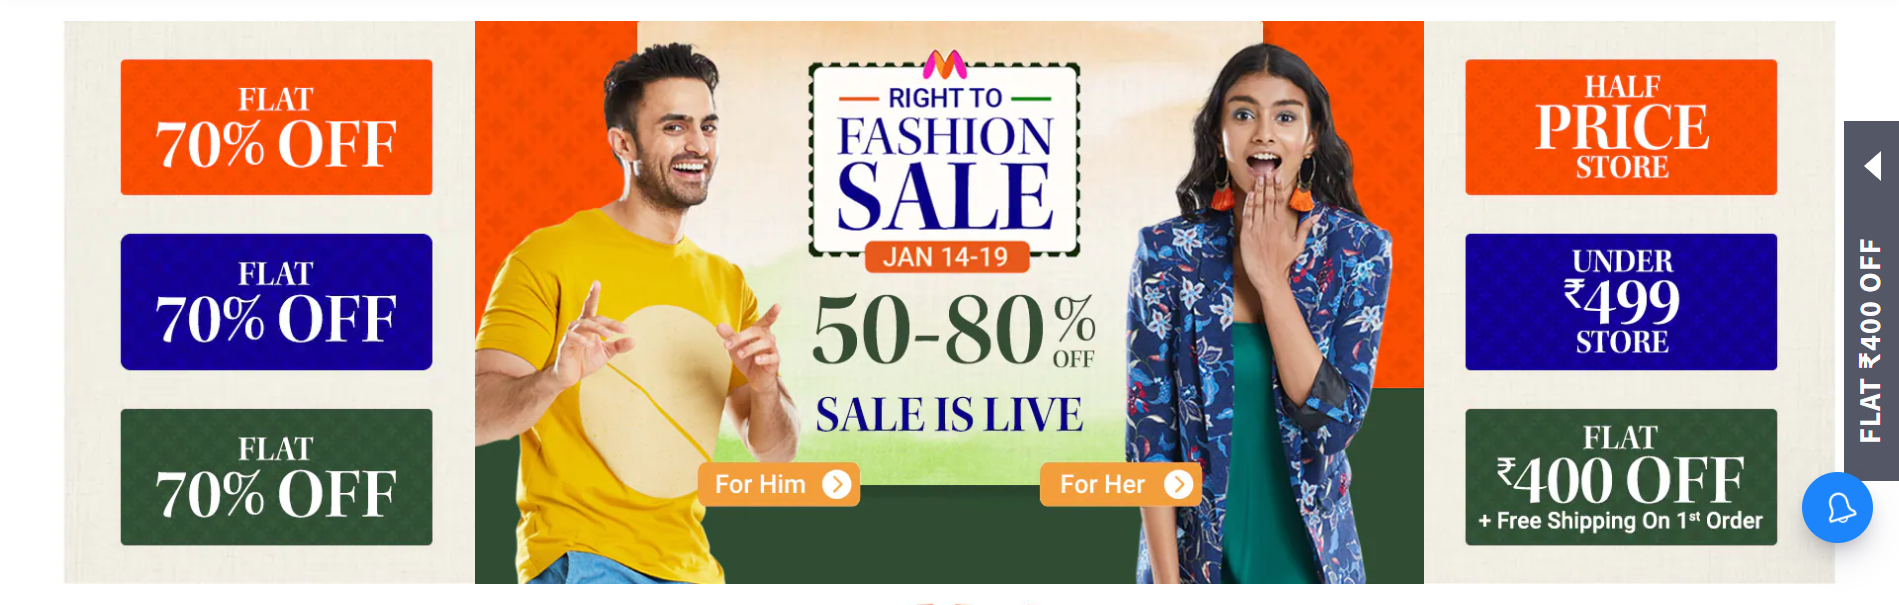 FLAT
70% OFF
FLAT
70% OFF
FLAT
70% OFF
RIGHT TO
FASHION
SALE
JAN 14-19
50-80%
OFF
SALE IS LIVE
For Him
For Her
HALF
PRICE
STORE
UNDER
₹499
STORE
FLAT
₹400 OFF
+ Free Shipping On 1st Order
FLAT ₹400 OFF